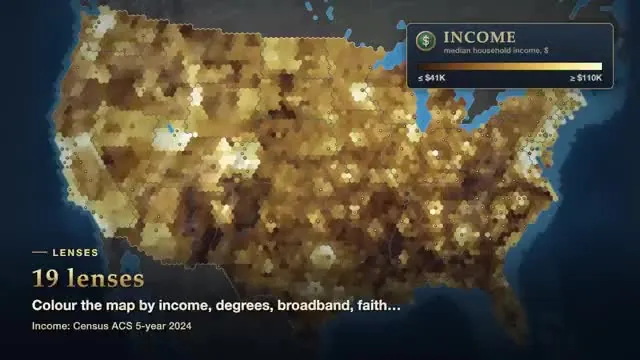 INCOME
median household income, $
≤ $41K
≥ $110K
LENSES
19 lenses
Colour the map by income, degrees, broadband, faith…
Income: Census ACS 5-year 2024